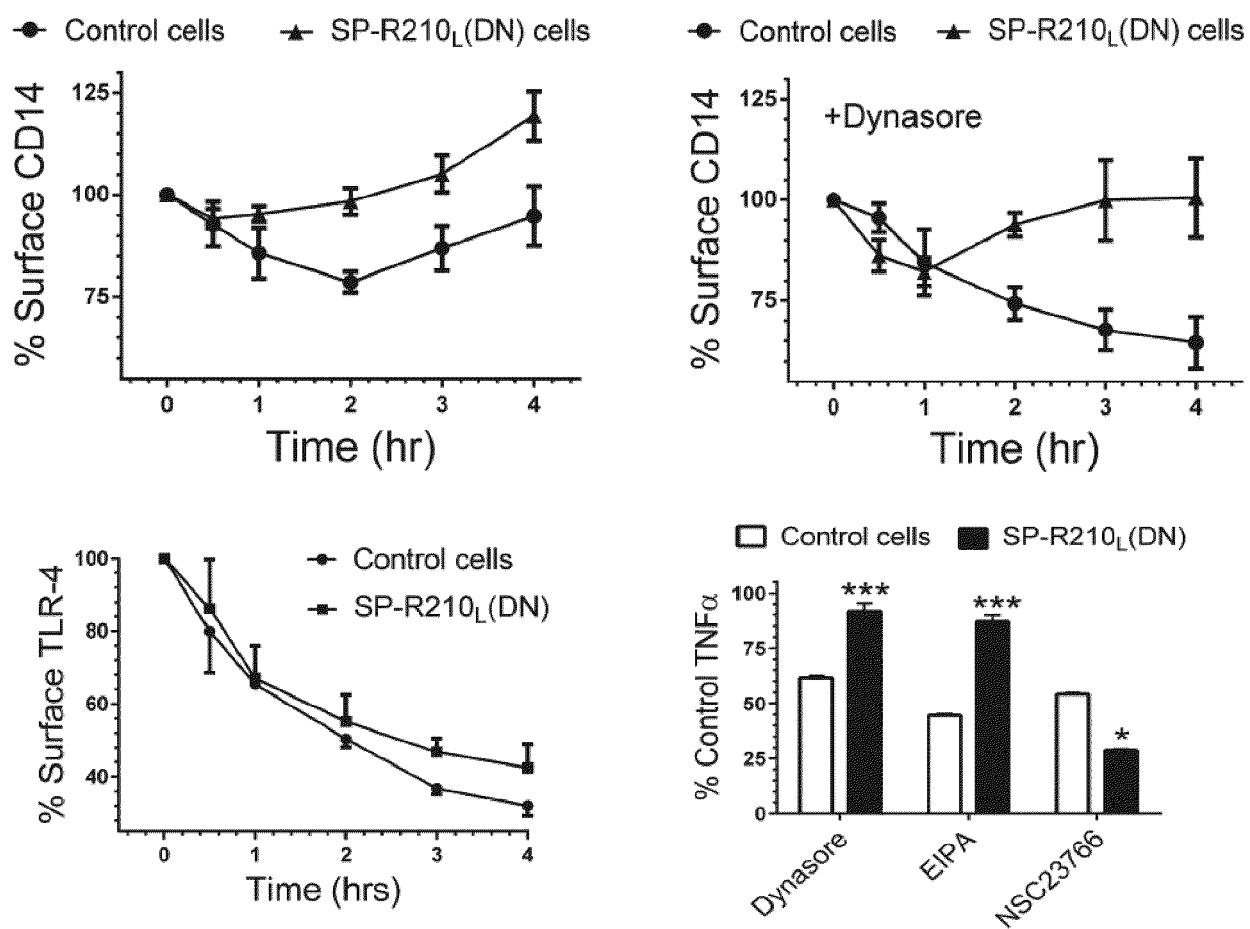 Control cells SP-R210L(DN) cells
% Surface CD14
125
100
75
0 1 2 3 4
Time (hr)
Control cells SP-R210L(DN) cells
% Surface CD14
+Dynasore
125
100
75
0 1 2 3 4
Time (hr)
Control cells
SP-R210L(DN)
% Surface TLR-4
100
80
60
40
0 1 2 3 4
Time (hrs)
Control cells SP-R210L(DN)
% Control TNFα
100
75
50
25
0
*** *** *
Dynasore EIPA NSC23766